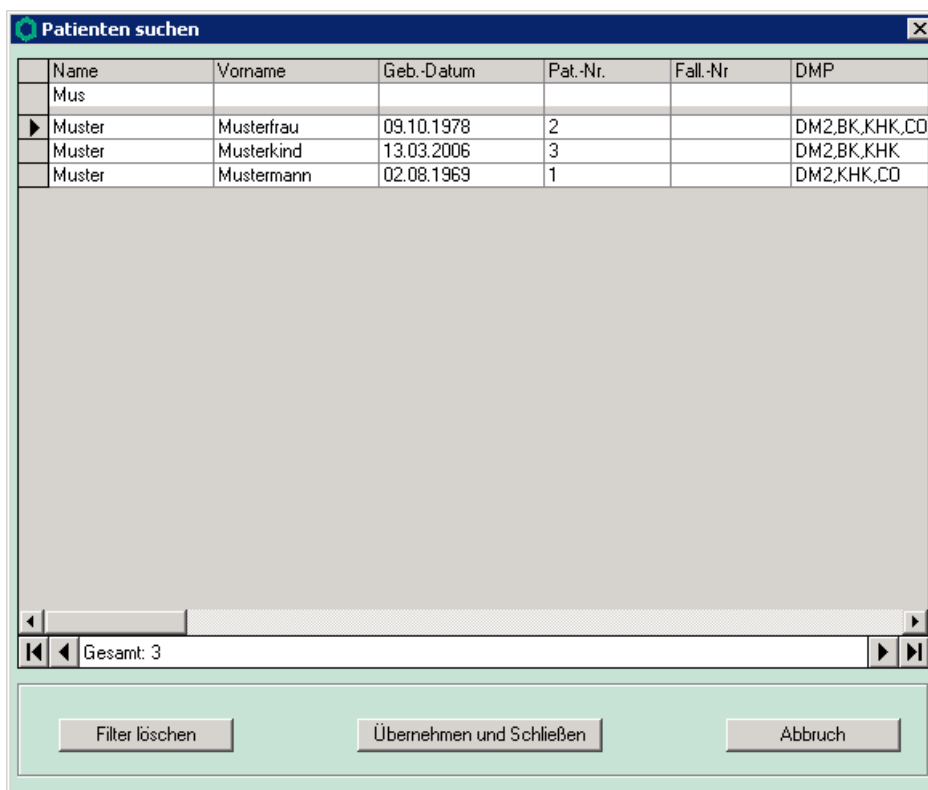 Patienten suchen
Name Vorname Geb.-Datum Pat.-Nr. Fall.-Nr DMP
Mus
Muster Musterfrau 09.10.1978 2 DM2,BK,KHK,CO
Muster Musterkind 13.03.2006 3 DM2,BK,KHK
Muster Mustermann 02.08.1969 1 DM2,KHK,CO
Gesamt: 3
Filter löschen Übernehmen und Schließen Abbruch